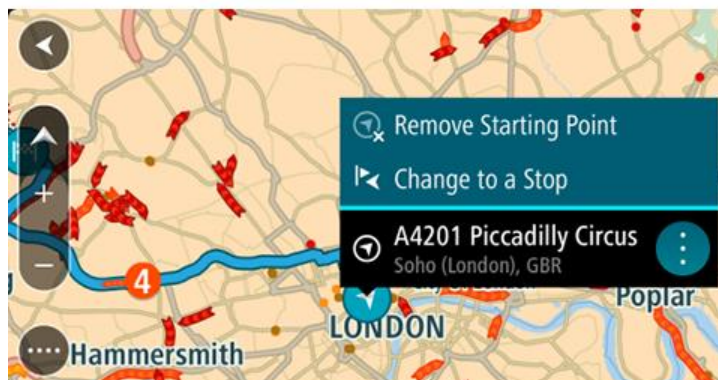 Remove Starting Point
Change to a Stop
A4201 Piccadilly Circus
Soho (London), GBR
4
Poplar
LONDON
Hammersmith